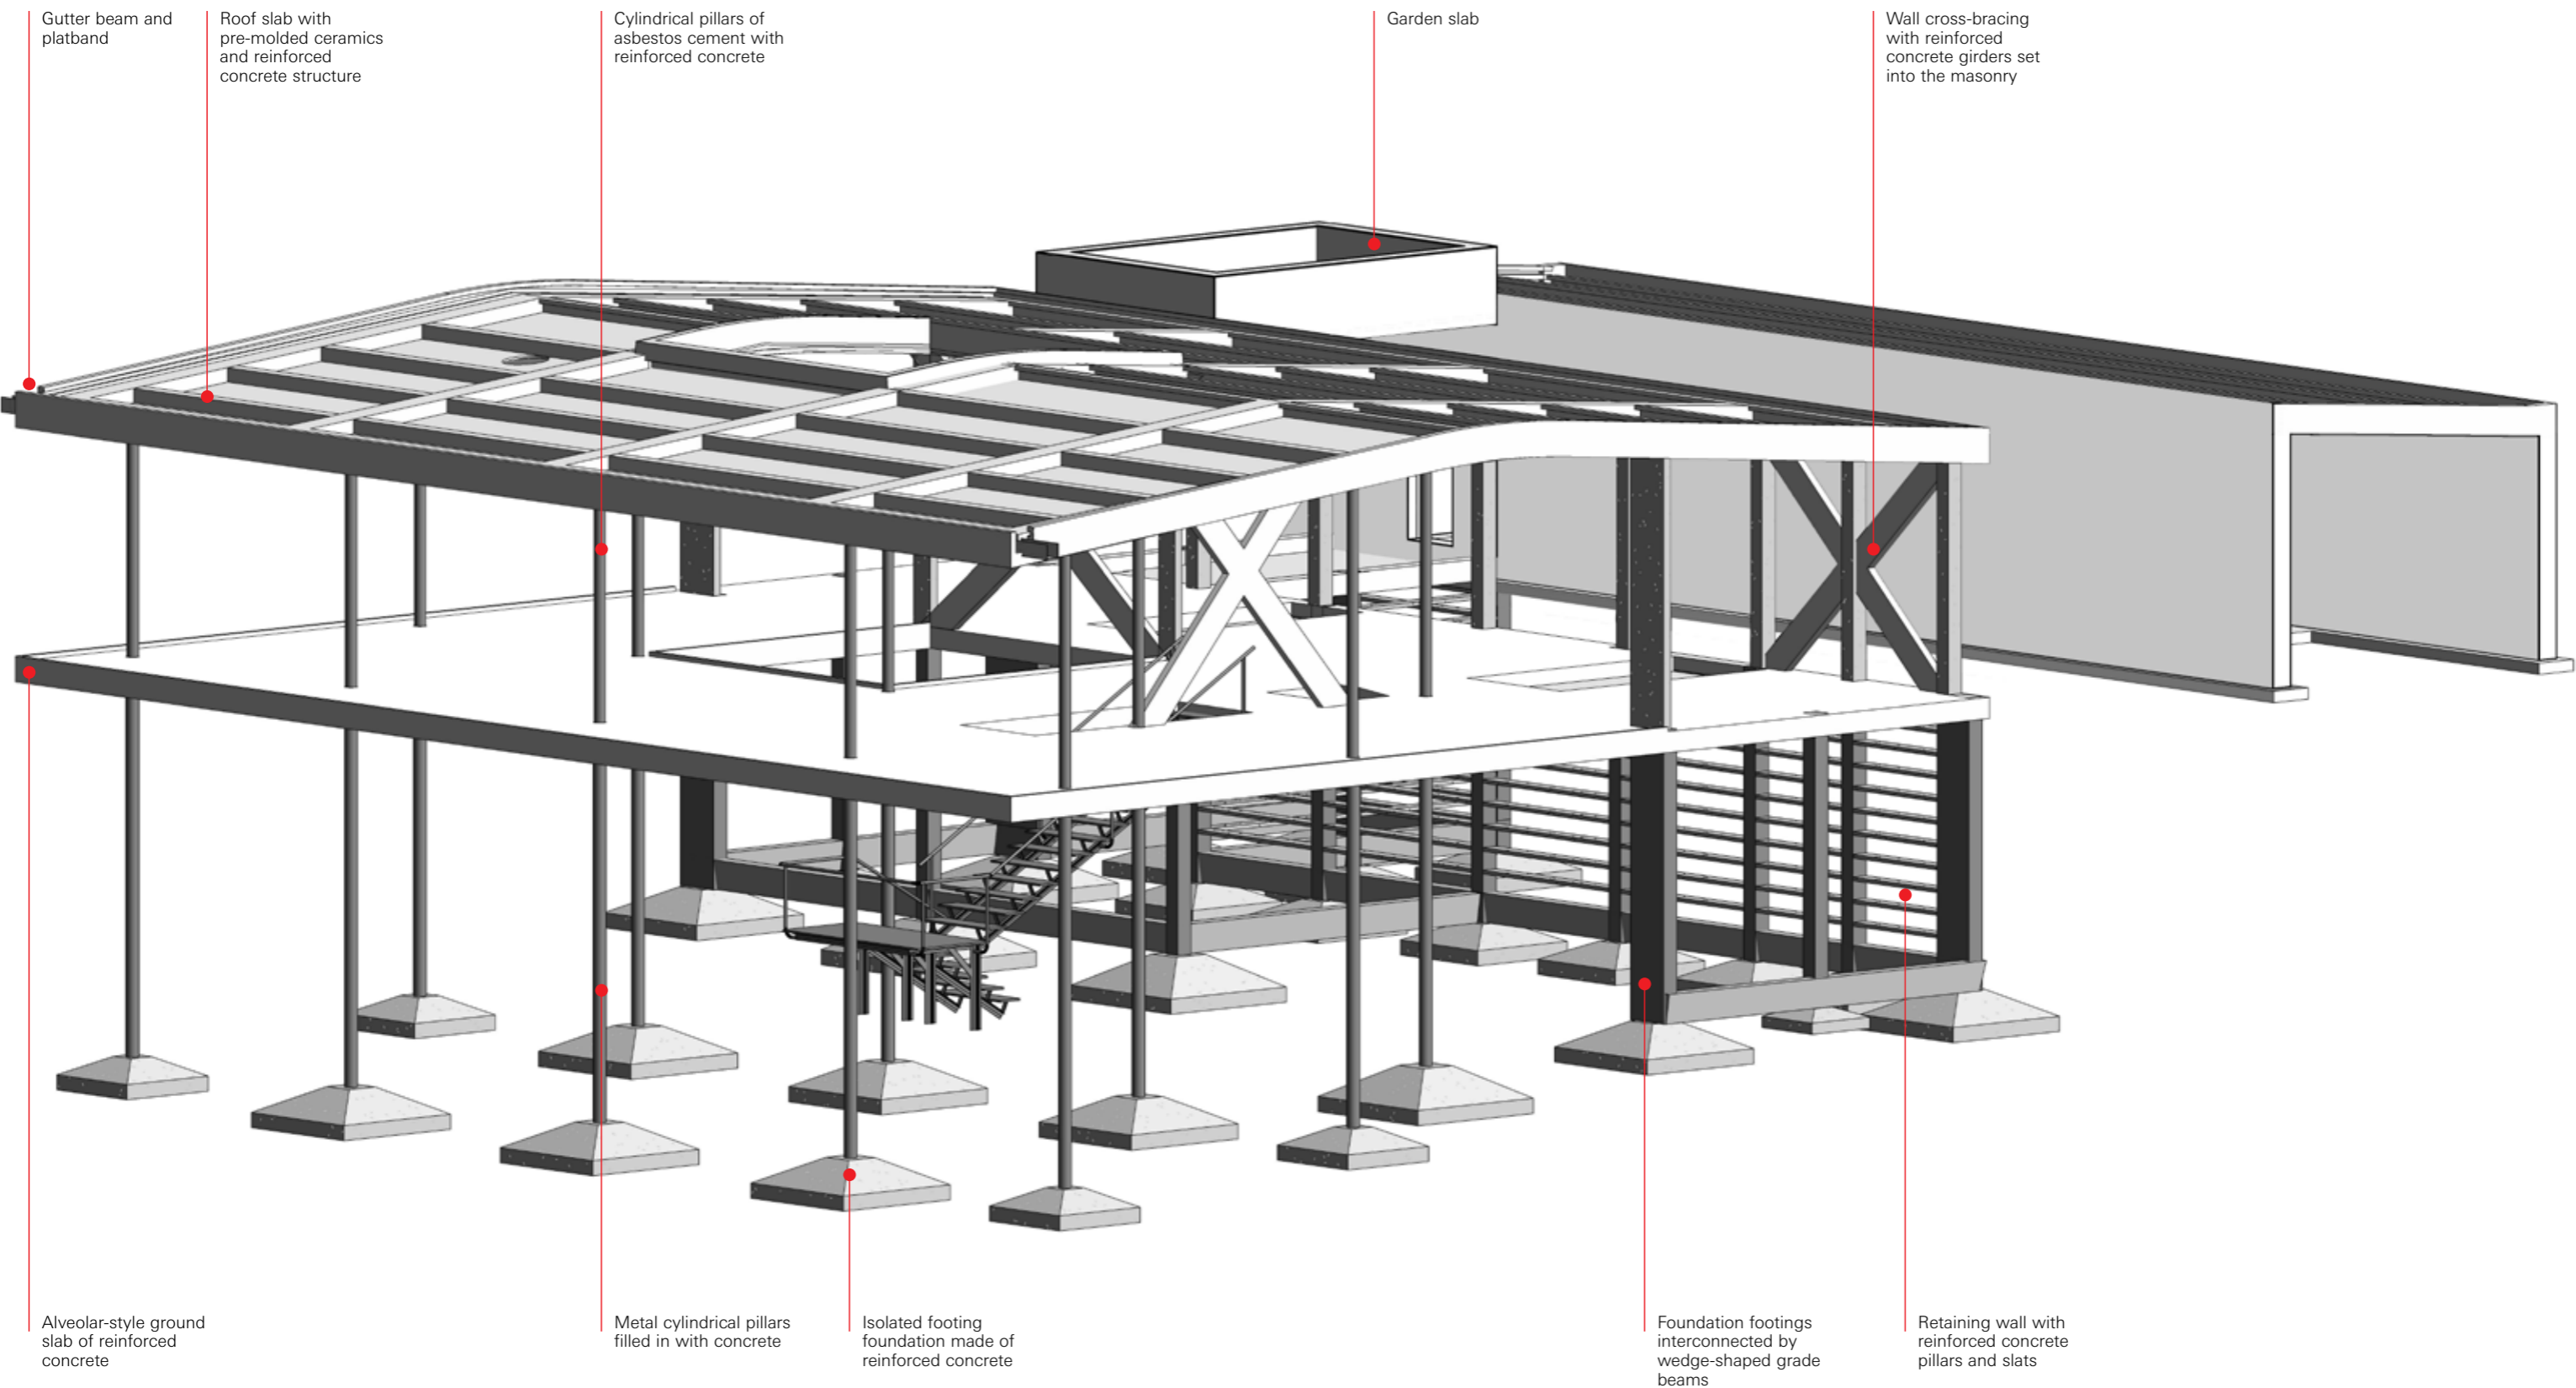 Gutter beam and
platband
Roof slab with
pre-molded ceramics
and reinforced
concrete structure
Cylindrical pillars of
asbestos cement with
reinforced concrete
Garden slab
Wall cross-bracing
with reinforced
concrete girders set
into the masonry
Alveolar-style ground
slab of reinforced
concrete
Metal cylindrical pillars
filled in with concrete
Isolated footing
foundation made of
reinforced concrete
Foundation footings
interconnected by
wedge-shaped grade
beams
Retaining wall with
reinforced concrete
pillars and slats